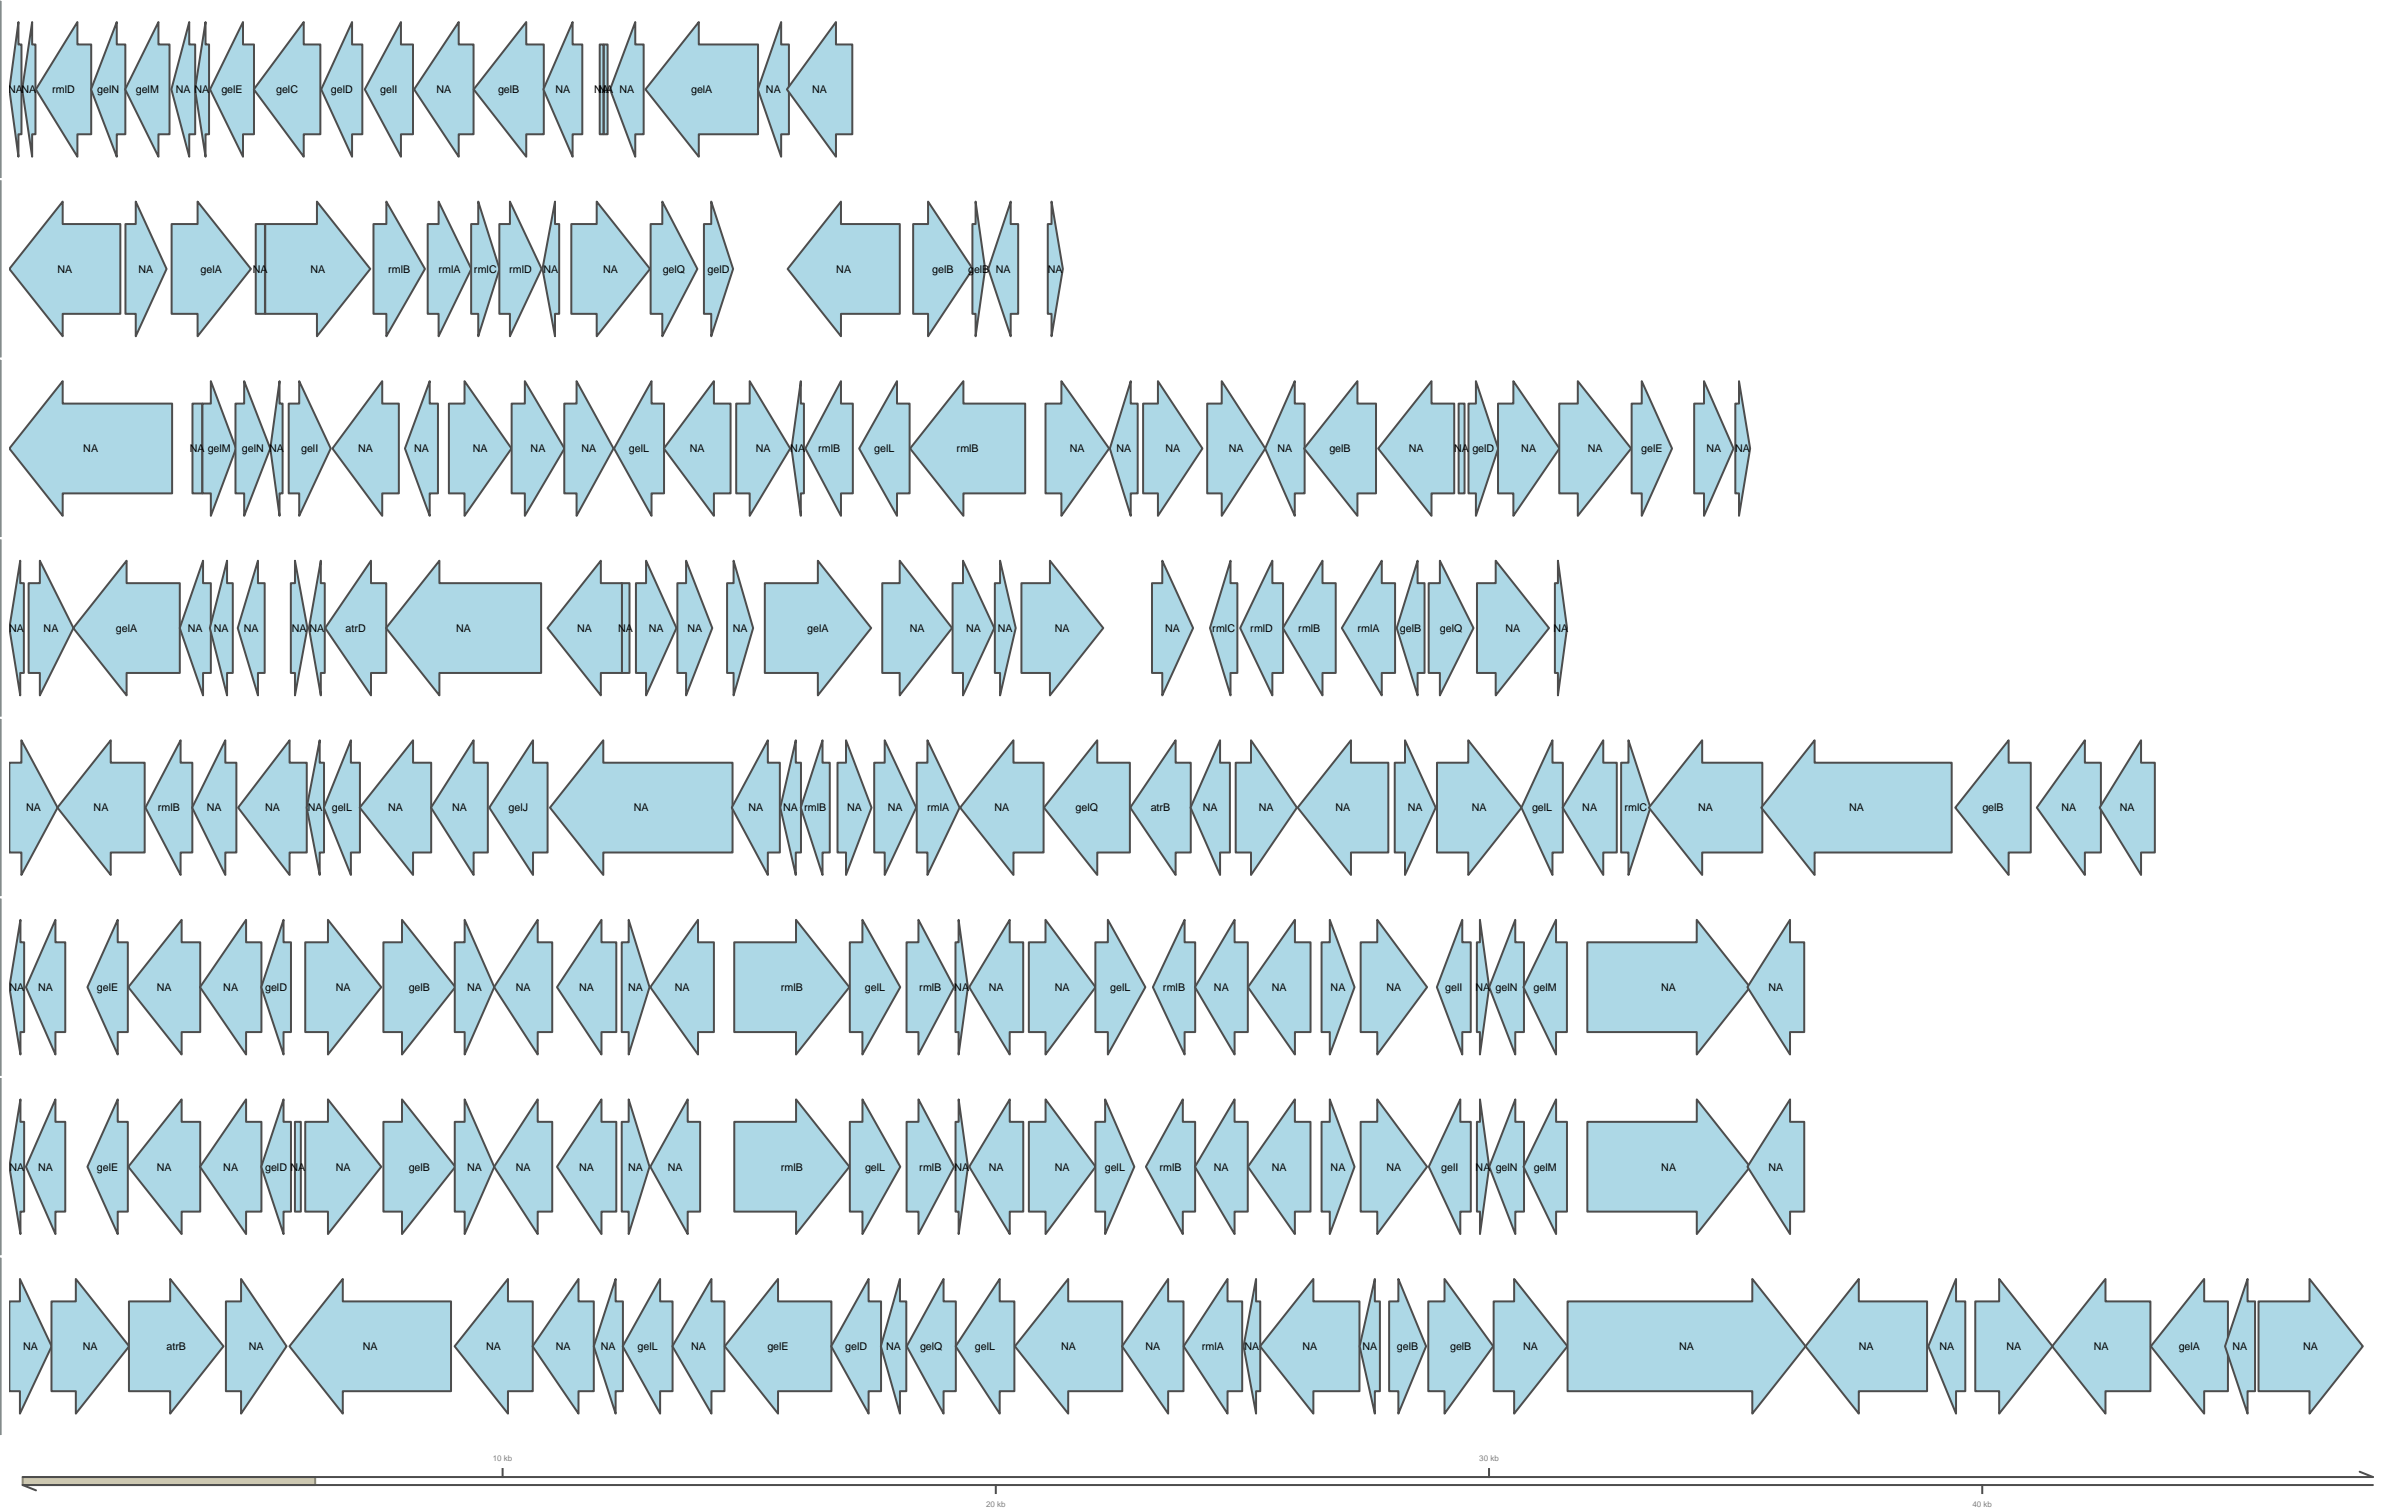 NA NA rmlD gelN gelM NA NA gelE gelC gelD gelI NA gelB NA NA NA NA gelA NA NA
NA NA gelA NA NA rmlB rmlA rmlC rmlD NA NA gelQ gelD NA gelB gelB NA NA
NA NA gelM gelN NA gelI NA NA NA NA NA gelL NA NA NA rmlB gelL rmlB NA NA NA NA NA gelB NA NA gelD NA NA gelE NA NA
NA NA gelA NA NA NA NA NA atrD NA NA NA NA NA NA gelA NA NA NA NA NA rmlC rmlD rmlB rmlA gelB gelQ NA NA
NA NA rmlB NA NA NA gelL NA NA gelJ NA NA NA rmlB NA NA rmlA NA gelQ atrB NA NA NA NA NA gelL NA rmlC NA NA gelB NA NA
NA NA gelE NA NA gelD NA gelB NA NA NA NA NA rmlB gelL rmlB NA NA NA gelL rmlB NA NA NA NA gelI NA gelN gelM NA NA
NA NA gelE NA NA gelD NA NA gelB NA NA NA NA NA rmlB gelL rmlB NA NA NA gelL rmlB NA NA NA NA gelI NA gelN gelM NA NA
NA NA atrB NA NA NA NA NA gelL NA gelE gelD NA gelQ gelL NA NA rmlA NA NA NA gelB gelB NA NA NA NA NA NA gelA NA NA
10 kb 30 kb
20 kb 40 kb